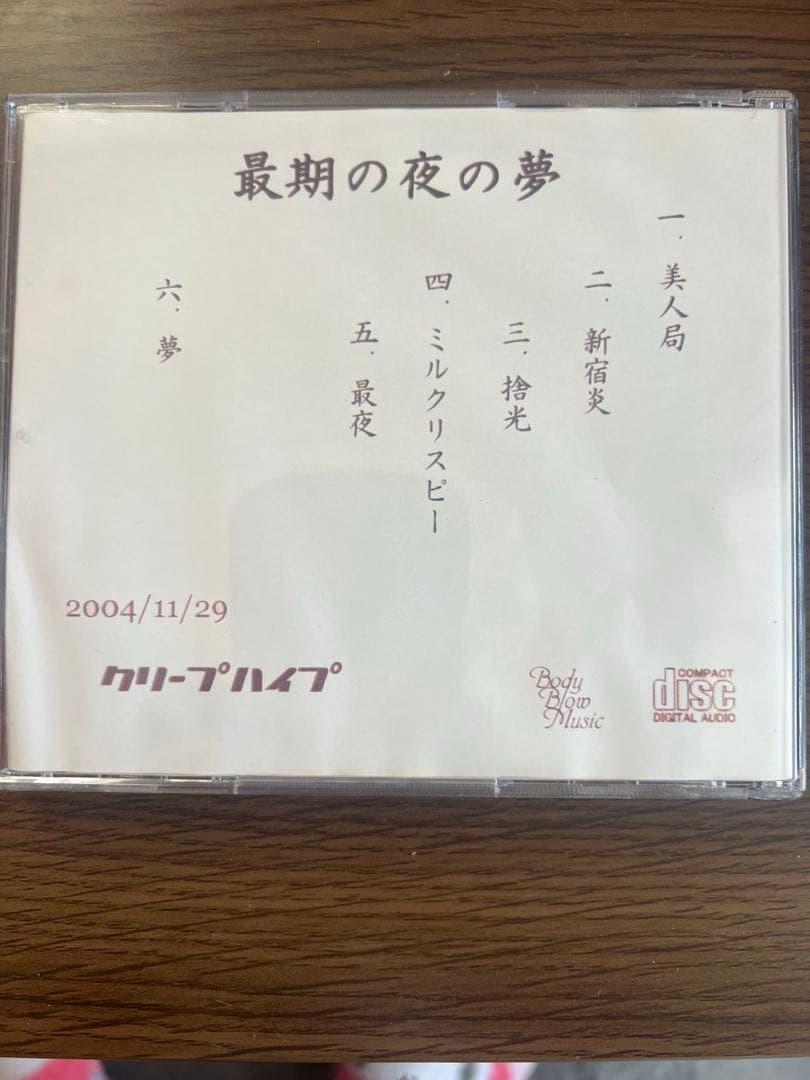 最期の夜の夢
一．美人局
二．新宿炎
三．捨光
四．ミルクリスピー
五．最夜
六．夢
2004/11/29
クリープハイプ
Body
Blow
Music
COMPACT
disc
DIGITAL AUDIO